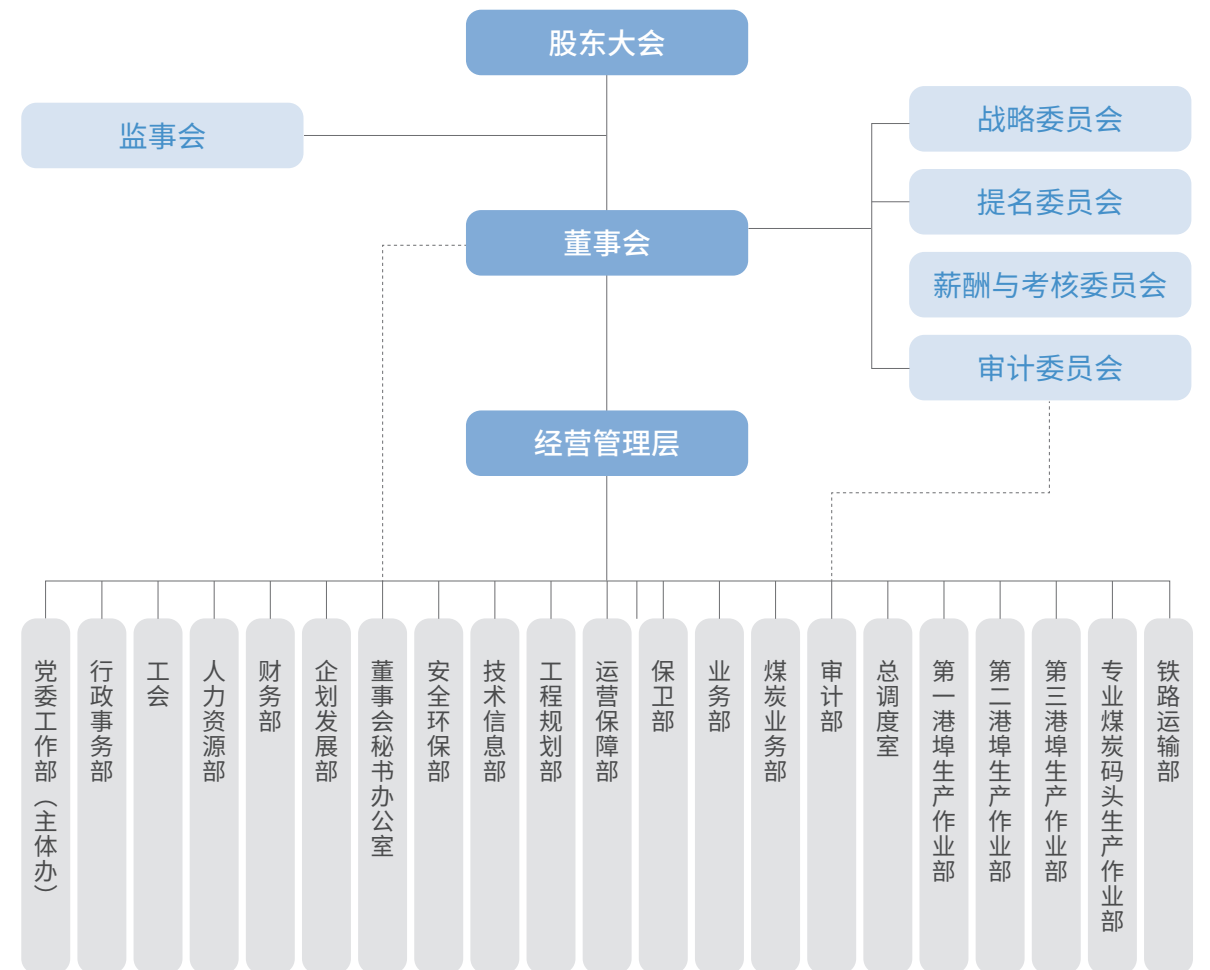 股东大会
监事会
战略委员会
提名委员会
董事会
薪酬与考核委员会
审计委员会
经营管理层
党委工作部（主体办）
行政事务部
工会
人力资源部
财务部
企划发展部
董事会秘书办公室
安全环保部
技术信息部
工程规划部
运营保障部
保卫部
业务部
煤炭业务部
审计部
总调度室
第一港埠生产作业部
第二港埠生产作业部
第三港埠生产作业部
专业煤炭码头生产作业部
铁路运输部